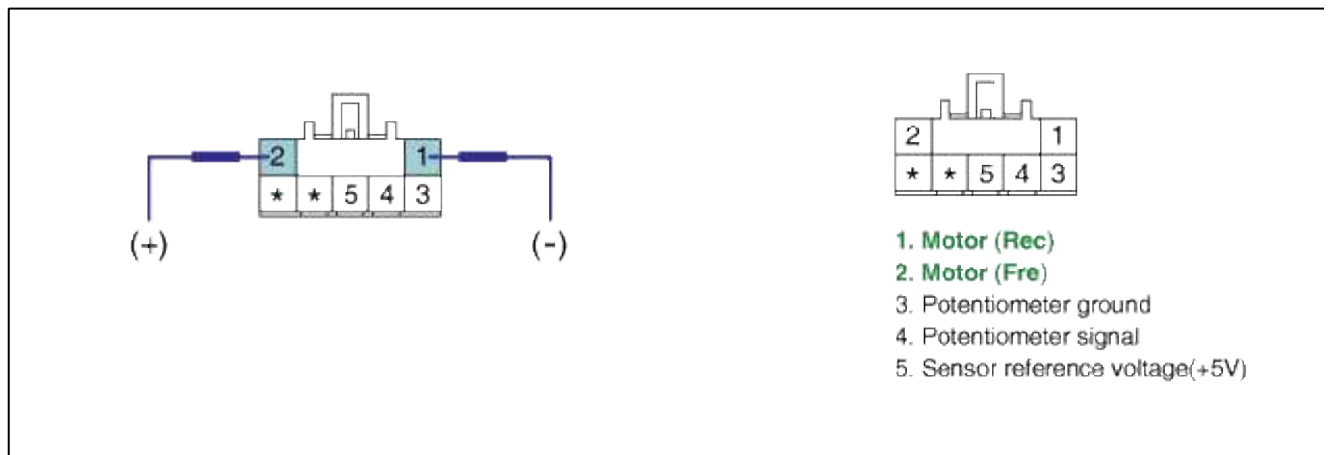 2 1
* * 5 4 3
(+) (-)
2 1
* * 5 4 3
1. Motor (Rec)
2. Motor (Fre)
3. Potentiometer ground
4. Potentiometer signal
5. Sensor reference voltage(+5V)